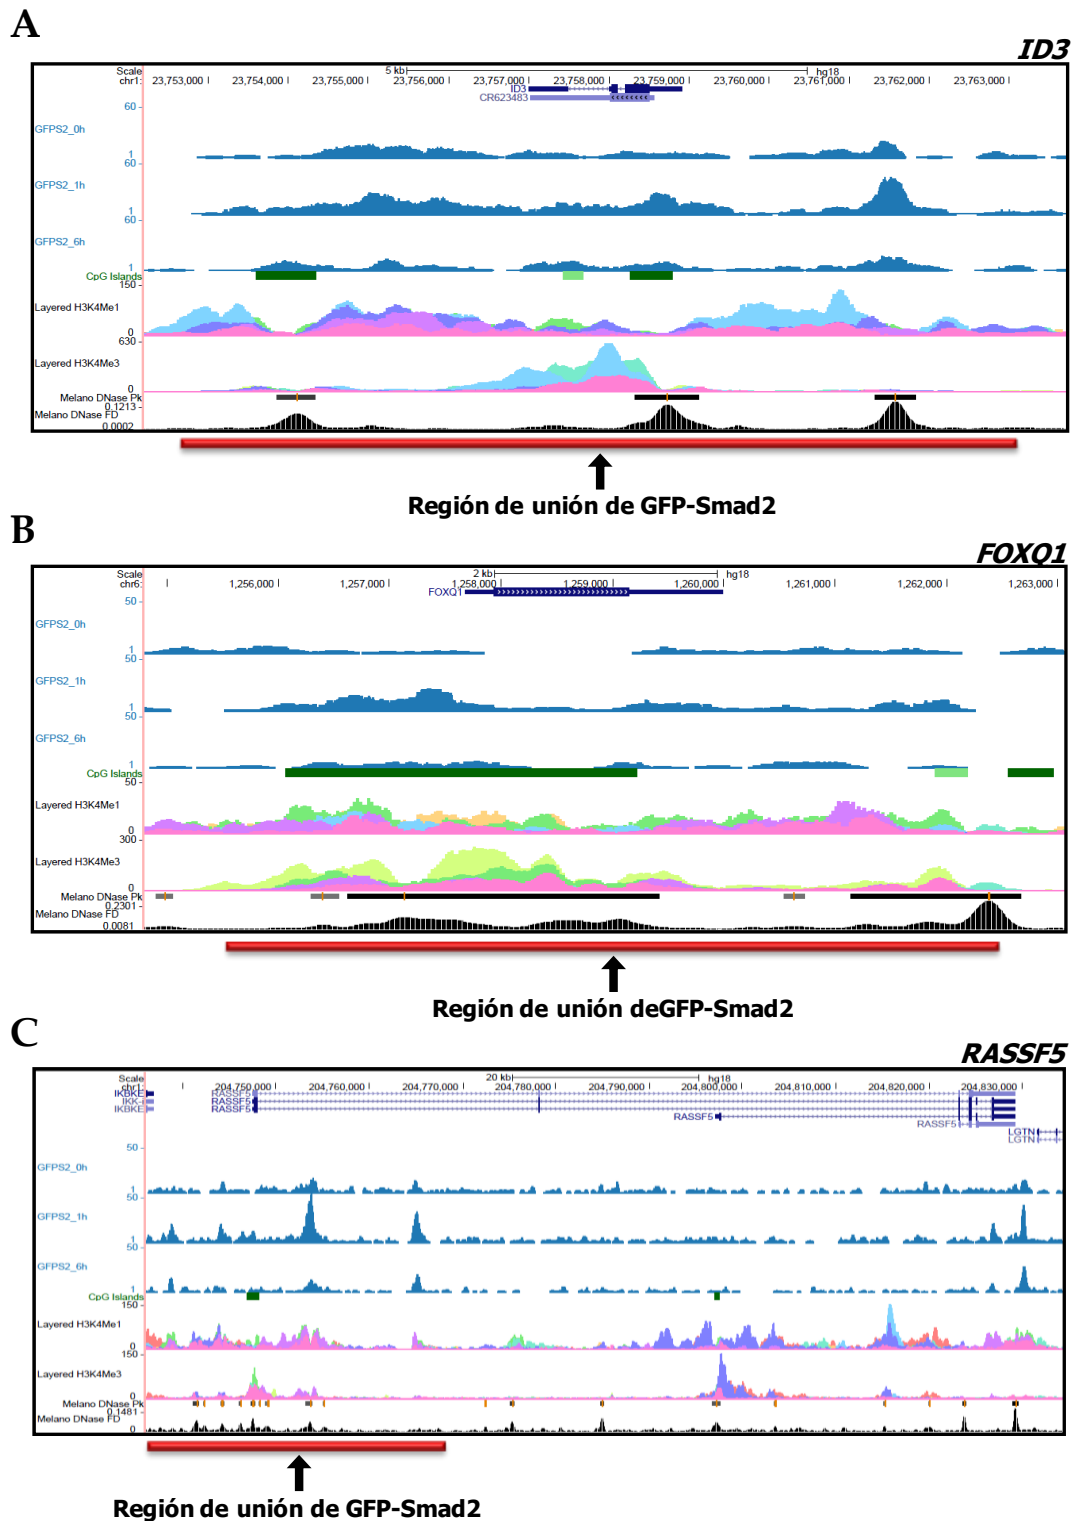 A
ID3
Scale 5 kb hg18
chr1: 23,753,000 23,754,000 23,755,000 23,756,000 23,757,000 23,758,000 23,759,000 23,760,000 23,761,000 23,762,000 23,763,000
ID3
CR623483
60
GFPS2_0h
1
60
GFPS2_1h
1
60
GFPS2_6h
1
CpG Islands
150
Layered H3K4Me1
0
630
Layered H3K4Me3
0
Melano DNase Pk
0.1213
Melano DNase FD
0.0002
Región de unión de GFP-Smad2
B
FOXQ1
Scale 2 kb hg18
chr6: 1,256,000 1,257,000 1,258,000 1,259,000 1,260,000 1,261,000 1,262,000 1,263,000
FOXQ1
50
GFPS2_0h
1
50
GFPS2_1h
1
50
GFPS2_6h
1
CpG Islands
50
Layered H3K4Me1
0
300
Layered H3K4Me3
0
Melano DNase Pk
0.2301
Melano DNase FD
0.0081
Región de unión deGFP-Smad2
C
RASSF5
Scale 20 kb hg18
chr1: 204,750,000 204,760,000 204,770,000 204,780,000 204,790,000 204,800,000 204,810,000 204,820,000 204,830,000
IKBKE RASSF5
IKK-i RASSF5
IKBKE RASSF5
RASSF5
RASSF5
LGTN
LGTN
50
GFPS2_0h
1
50
GFPS2_1h
1
50
GFPS2_6h
1
CpG Islands
150
Layered H3K4Me1
0
150
Layered H3K4Me3
0
Melano DNase Pk
0.1481
Melano DNase FD
0
Región de unión de GFP-Smad2